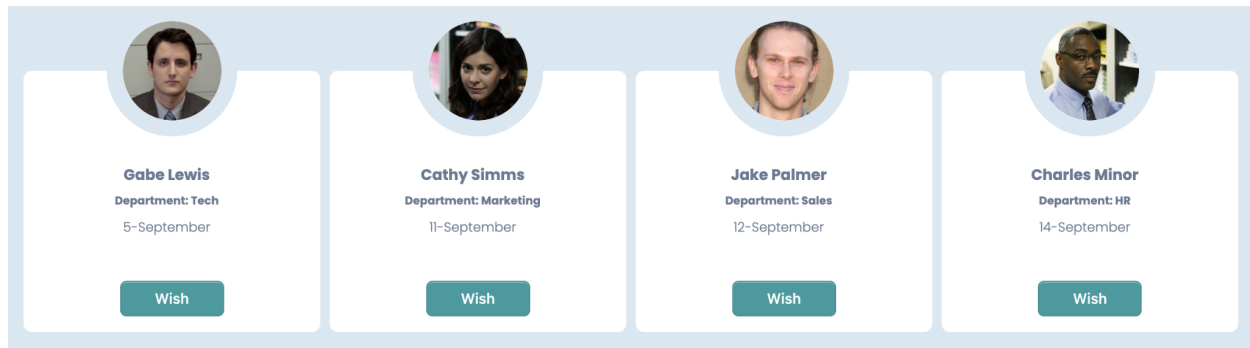 Gabe Lewis
Department: Tech
5-September
Wish
Cathy Simms
Department: Marketing
11-September
Wish
Jake Palmer
Department: Sales
12-September
Wish
Charles Minor
Department: HR
14-September
Wish